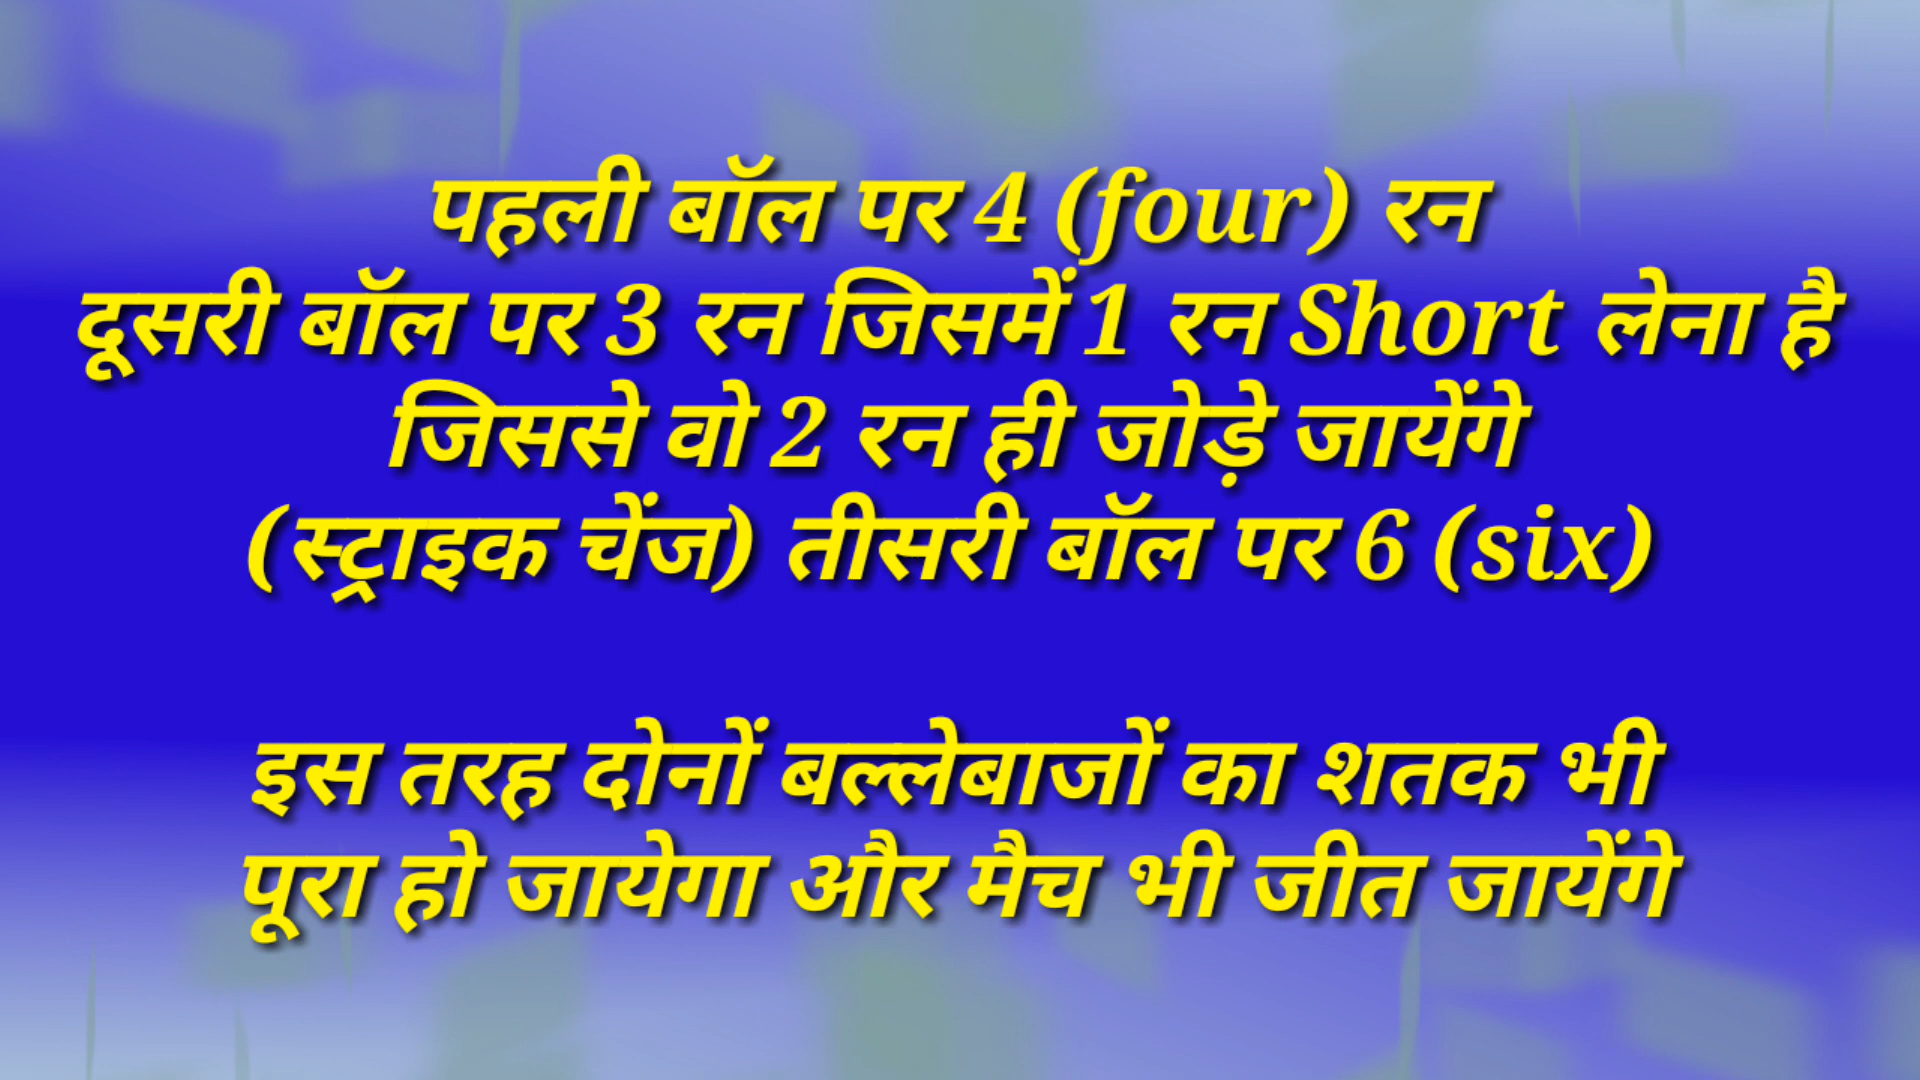 पहली बॉल पर 4 (four) रन
दूसरी बॉल पर 3 रन जिसमें 1 रन Short लेना है
जिससे वो 2 रन ही जोड़े जायेंगे
(स्ट्राइक चेंज) तीसरी बॉल पर 6 (six)
इस तरह दोनों बल्लेबाजों का शतक भी
पूरा हो जायेगा और मैच भी जीत जायेंगे